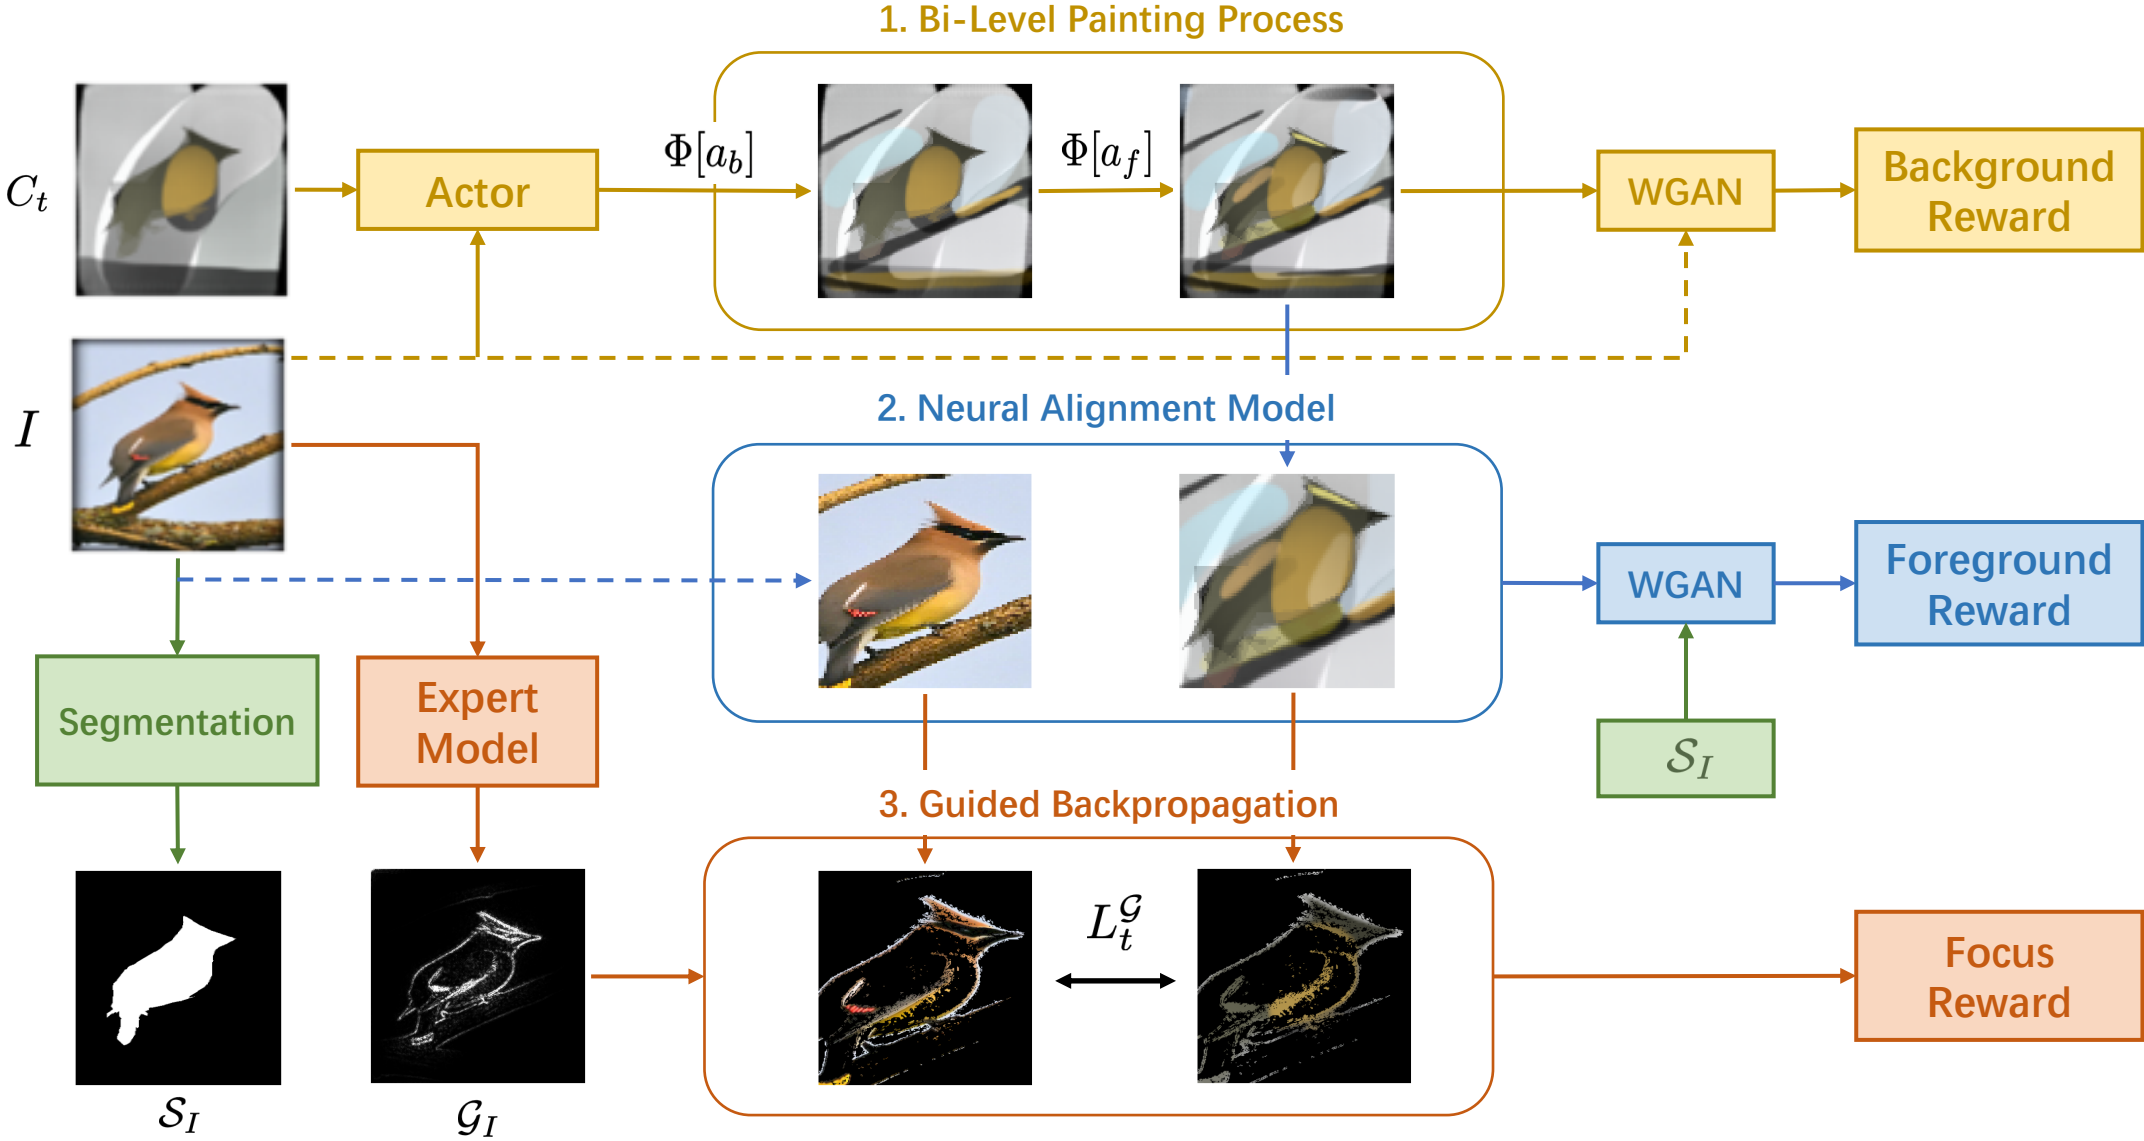 1. Bi-Level Painting Process
C_t
Actor
Φ[a_b]
Φ[a_f]
WGAN
Background
Reward
I
2. Neural Alignment Model
WGAN
Foreground
Reward
Segmentation
Expert
Model
𝒮_I
3. Guided Backpropagation
L_t^𝒢
Focus
Reward
𝒮_I
𝒢_I